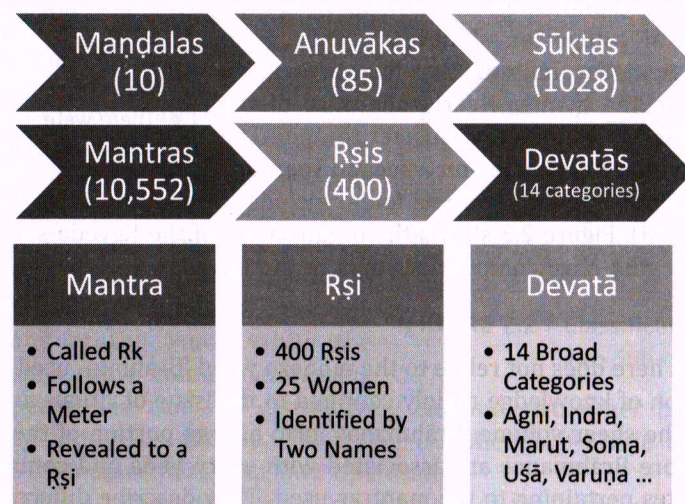 Maṇḍalas
(10)
Anuvākas
(85)
Sūktas
(1028)
Mantras
(10,552)
Ṛṣis
(400)
Devatās
(14 categories)
Mantra
• Called Ṛk
• Follows a
Meter
• Revealed to a
Ṛṣi
Ṛṣi
• 400 Ṛṣis
• 25 Women
• Identified by
Two Names
Devatā
• 14 Broad
Categories
• Agni, Indra,
Marut, Soma,
Uśā, Varuṇa ...